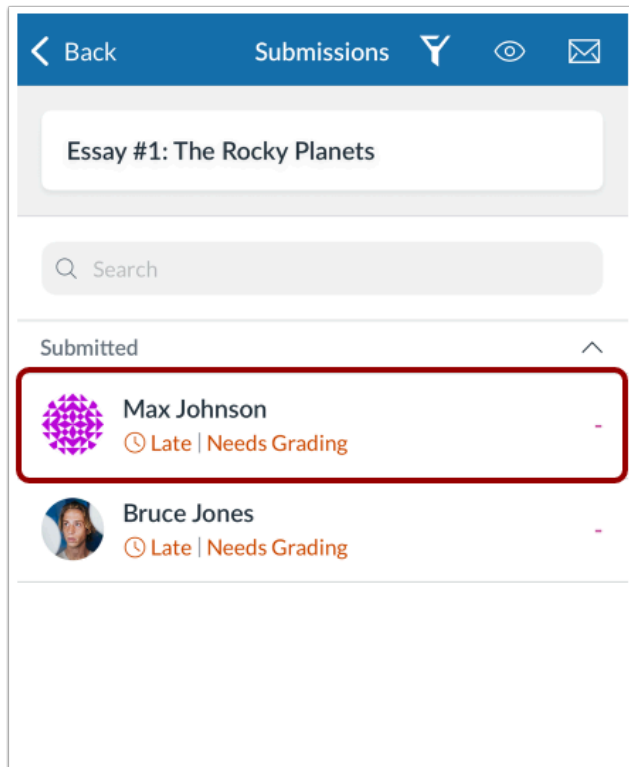 Back Submissions
Essay #1: The Rocky Planets
Search
Submitted
Max Johnson
Late | Needs Grading
-
Bruce Jones
Late | Needs Grading
-